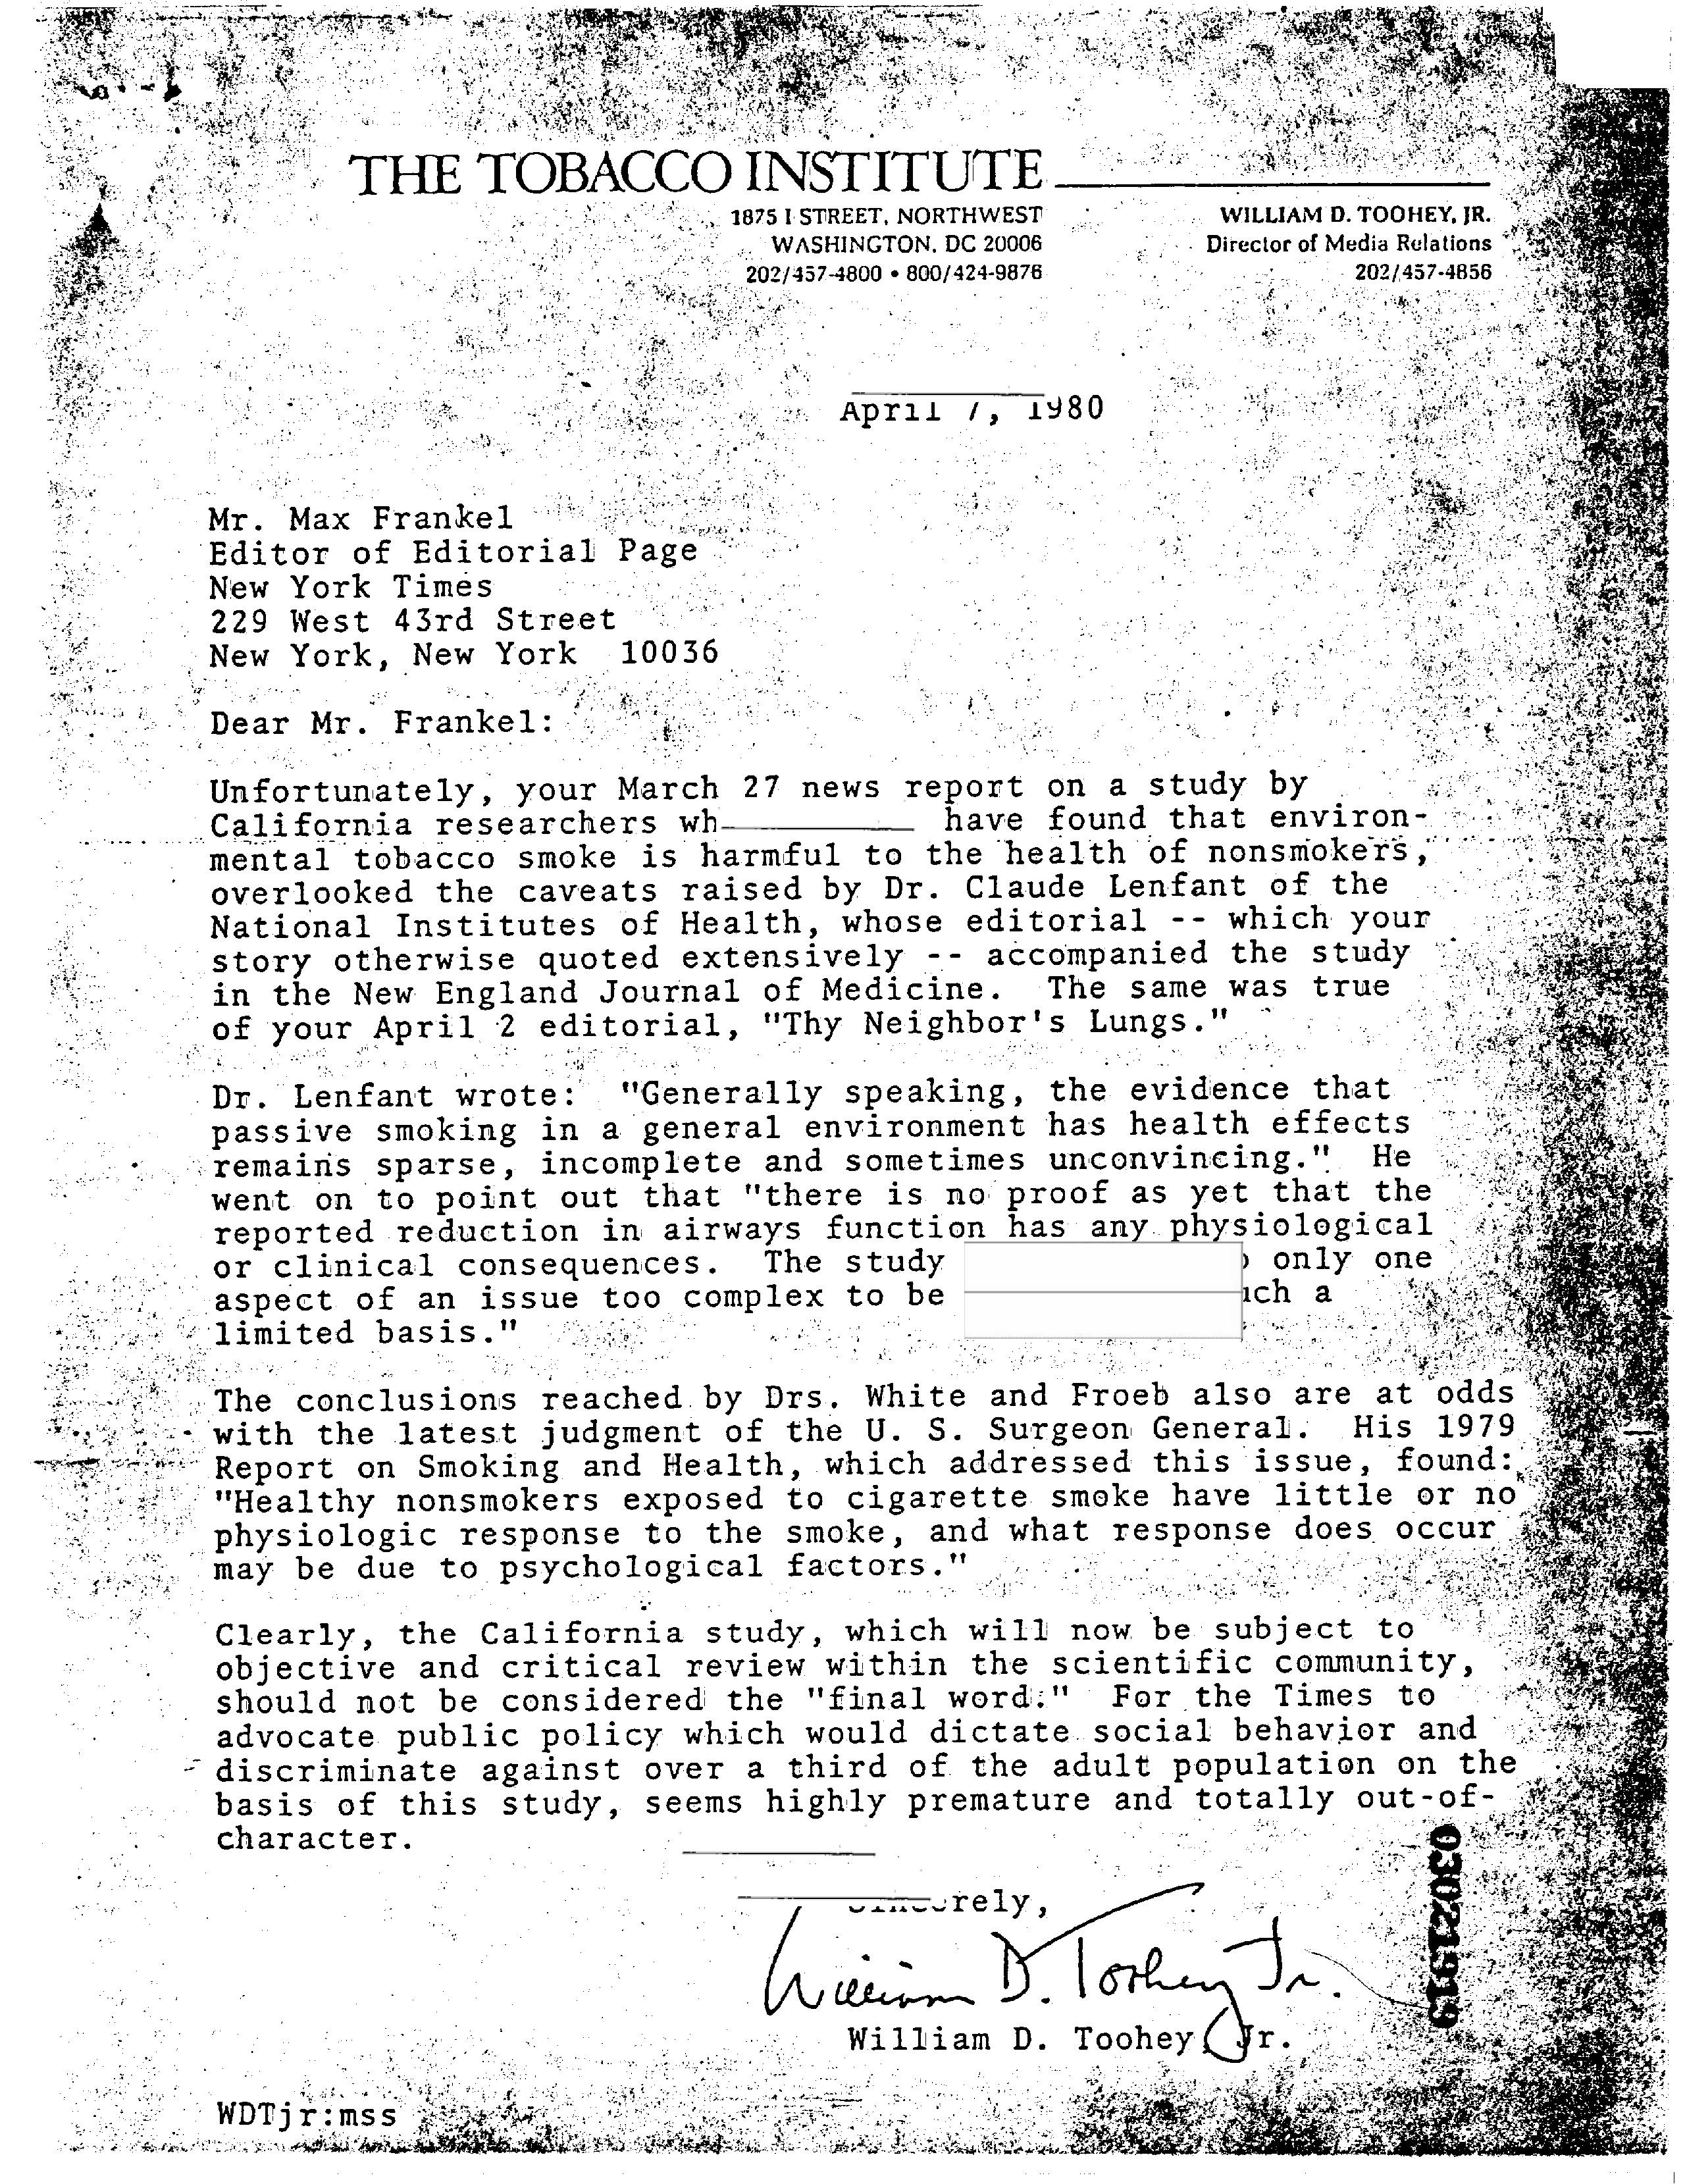 THE TOBACCO INSTITUTE
1875 I STREET, NORTHWEST
WASHINGTON, DC 20006
202/457-4800 • 800/424-9876
WILLIAM D. TOOHEY, JR.
Director of Media Relations
202/457-4856
April 7, 1980
Mr. Max Frankel
Editor of Editorial Page
New York Times
229 West 43rd Street
New York, New York 10036
Dear Mr. Frankel:
Unfortunately, your March 27 news report on a study by
California researchers wh have found that environ-
mental tobacco smoke is harmful to the health of nonsmokers,
overlooked the caveats raised by Dr. Claude Lenfant of the
National Institutes of Health, whose editorial -- which your
story otherwise quoted extensively -- accompanied the study
in the New England Journal of Medicine. The same was true
of your April 2 editorial, "Thy Neighbor's Lungs."
Dr. Lenfant wrote: "Generally speaking, the evidence that
passive smoking in a general environment has health effects
remains sparse, incomplete and sometimes unconvincing." He
went on to point out that "there is no proof as yet that the
reported reduction in airways function has any physiological
or clinical consequences. The study only one
aspect of an issue too complex to be a
limited basis."
The conclusions reached by Drs. White and Froeb also are at odds
with the latest judgment of the U. S. Surgeon General. His 1979
Report on Smoking and Health, which addressed this issue, found:
"Healthy nonsmokers exposed to cigarette smoke have little or no
physiologic response to the smoke, and what response does occur
may be due to psychological factors."
Clearly, the California study, which will now be subject to
objective and critical review within the scientific community,
should not be considered the "final word." For the Times to
advocate public policy which would dictate social behavior and
discriminate against over a third of the adult population on the
basis of this study, seems highly premature and totally out-of-
character.
Sincerely,
William D. Toohey Jr.
William D. Toohey, Jr.
WDTjr:mss
03021913